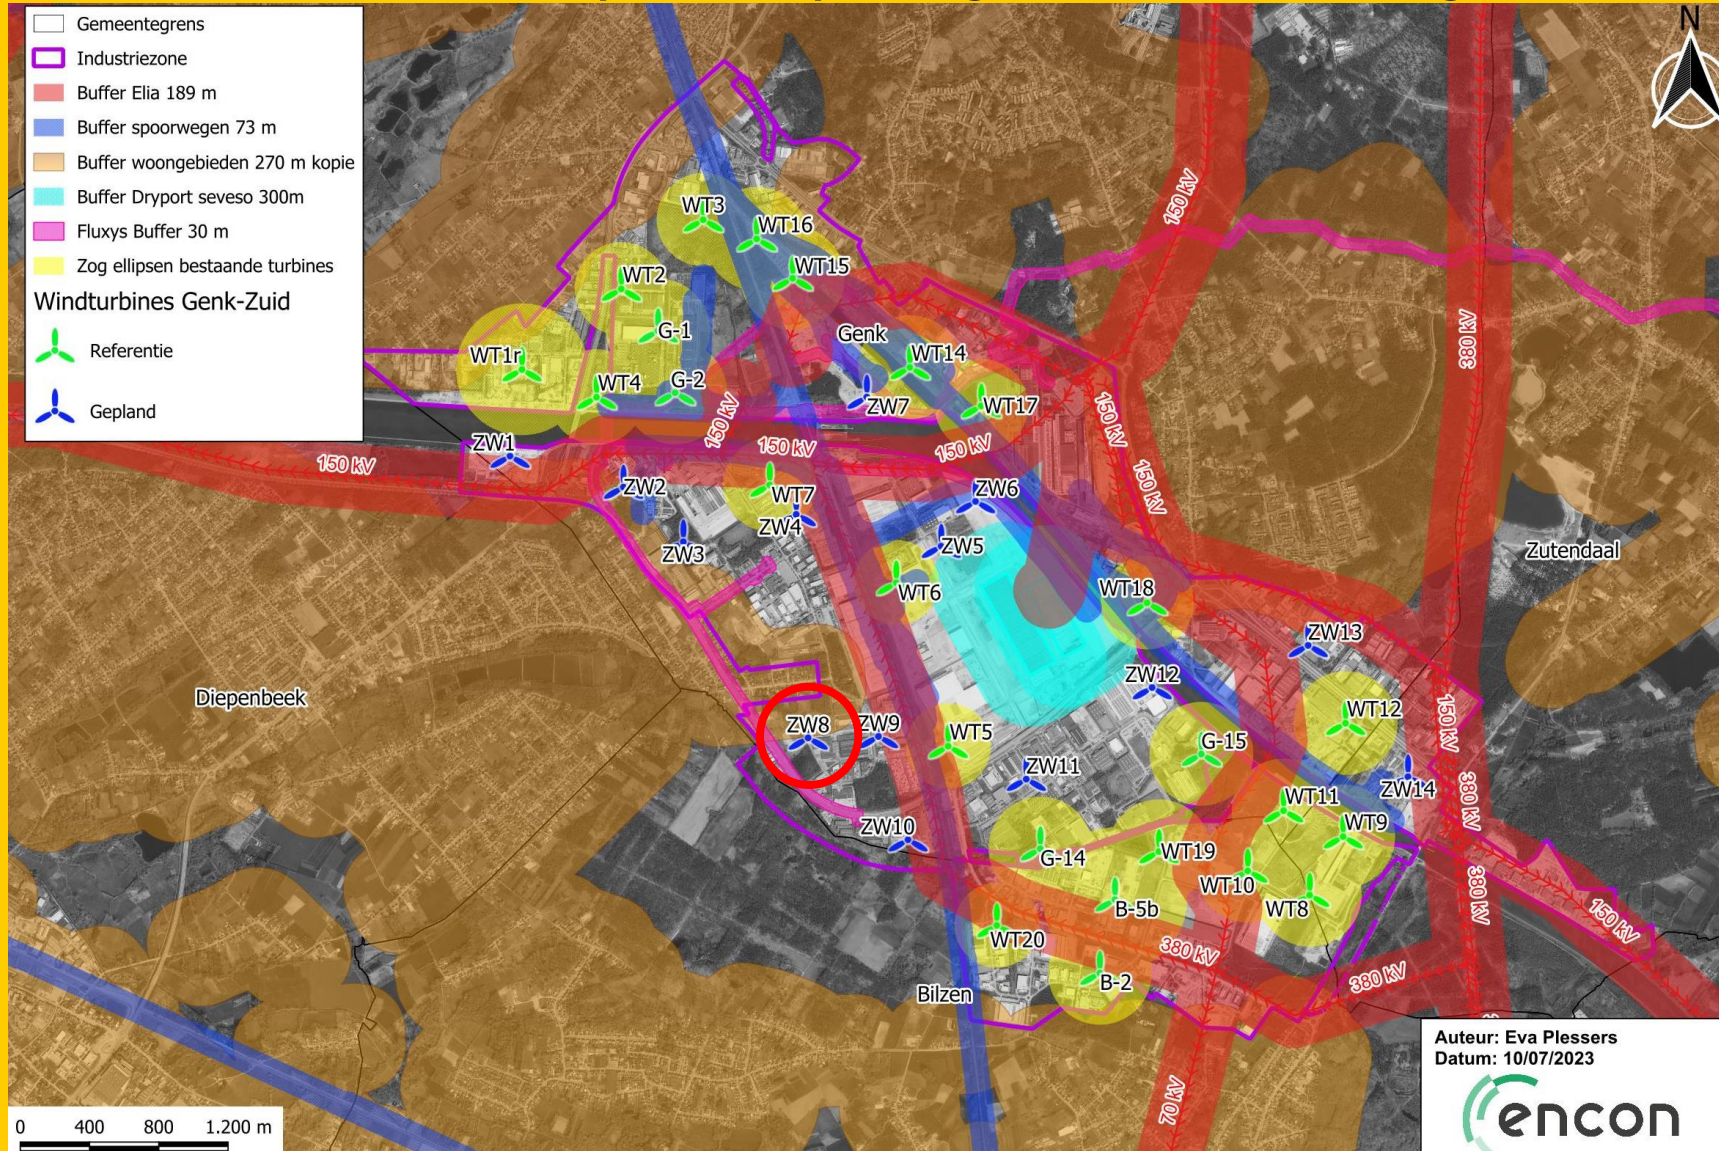 Gemeentegrens
Industriezone
Buffer Elia 189 m
Buffer spoorwegen 73 m
Buffer woongebieden 270 m kopie
Buffer Dryport seveso 300m
Fluxys Buffer 30 m
Zog ellipsen bestaande turbines
Windturbines Genk-Zuid
Referentie
Gepland
N
150 kV
380 kV
WT3
WT16
WT15
WT2
G-1
Genk
WT1r
WT4
G-2
WT14
ZW7
WT17
150 kV
150 kV
ZW1
150 kV
150 kV
150 kV
150 kV
ZW2
WT7
ZW4
ZW6
ZW3
ZW5
WT6
WT18
Zutendaal
ZW13
ZW12
Diepenbeek
ZW8
ZW9
WT5
G-15
WT12
150 kV
ZW11
ZW14
380 kV
WT11
WT9
ZW10
G-14
WT19
WT10
WT8
B-5b
380 kV
150 kV
WT20
380 kV
380 kV
B-2
Bilzen
70 kV
Auteur: Eva Plessers
Datum: 10/07/2023
encon
0 400 800 1.200 m